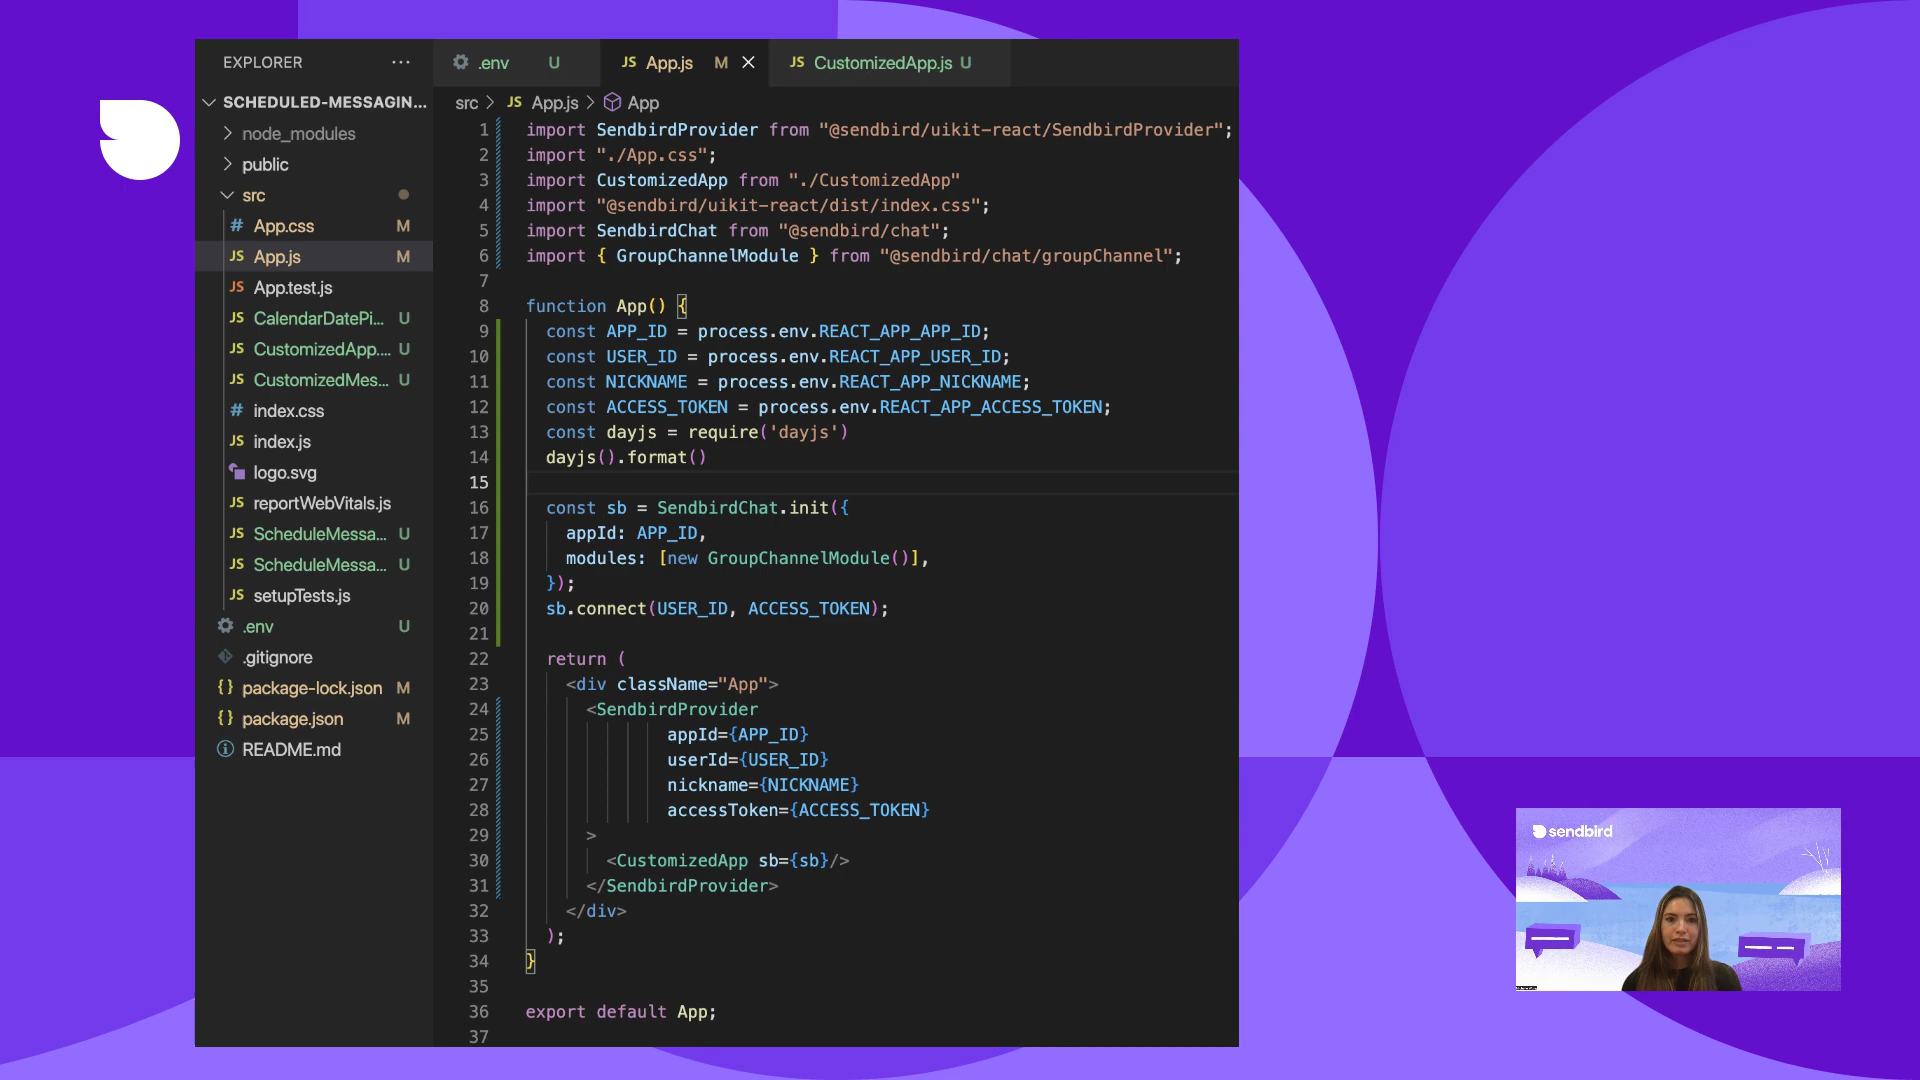 EXPLORER
SCHEDULED-MESSAGIN...
node_modules
public
src
# App.css M
JS App.js M
JS App.test.js
JS CalendarDatePi... U
JS CustomizedApp.... U
JS CustomizedMes... U
# index.css
JS index.js
logo.svg
JS reportWebVitals.js
JS ScheduleMessa... U
JS ScheduleMessa... U
JS setupTests.js
.env U
.gitignore
{} package-lock.json M
{} package.json M
README.md
.env U
JS App.js M
JS CustomizedApp.js U
src > JS App.js > App
1 import SendbirdProvider from "@sendbird/uikit-react/SendbirdProvider";
2 import "./App.css";
3 import CustomizedApp from "./CustomizedApp"
4 import "@sendbird/uikit-react/dist/index.css";
5 import SendbirdChat from "@sendbird/chat";
6 import { GroupChannelModule } from "@sendbird/chat/groupChannel";
7
8 function App() {
9 const APP_ID = process.env.REACT_APP_APP_ID;
10 const USER_ID = process.env.REACT_APP_USER_ID;
11 const NICKNAME = process.env.REACT_APP_NICKNAME;
12 const ACCESS_TOKEN = process.env.REACT_APP_ACCESS_TOKEN;
13 const dayjs = require('dayjs')
14 dayjs().format()
15
16 const sb = SendbirdChat.init({
17 appId: APP_ID,
18 modules: [new GroupChannelModule()],
19 });
20 sb.connect(USER_ID, ACCESS_TOKEN);
21
22 return (
23 <div className="App">
24 <SendbirdProvider
25 appId={APP_ID}
26 userId={USER_ID}
27 nickname={NICKNAME}
28 accessToken={ACCESS_TOKEN}
29 >
30 <CustomizedApp sb={sb}/>
31 </SendbirdProvider>
32 </div>
33 );
34 }
35
36 export default App;
37
sendbird